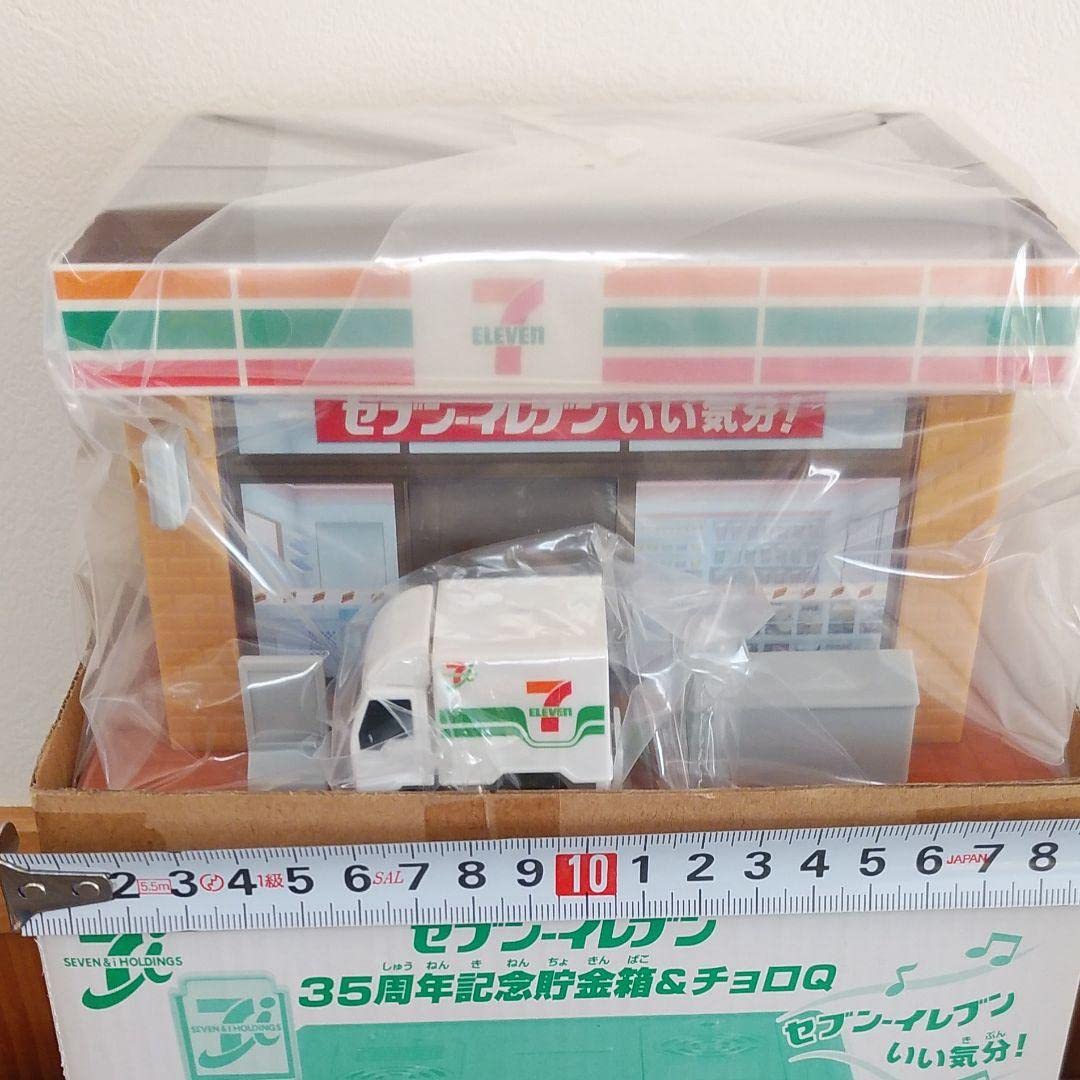 7
ELEVEn
セブン-イレブン いい気分!
7i
7
ELEVEn
2 3 4 5 6 7 8 9 10 1 2 3 4 5 6 7 8
5.5m 1級 SAL JAPAN
セブン-イレブン
7i
SEVEN & i HOLDINGS
しゅう ねん き ねん ちょ きん ばこ
35周年記念貯金箱&チョロQ
7i
SEVEN & i HOLDINGS
セブン-イレブン
き ぶん
いい気分!